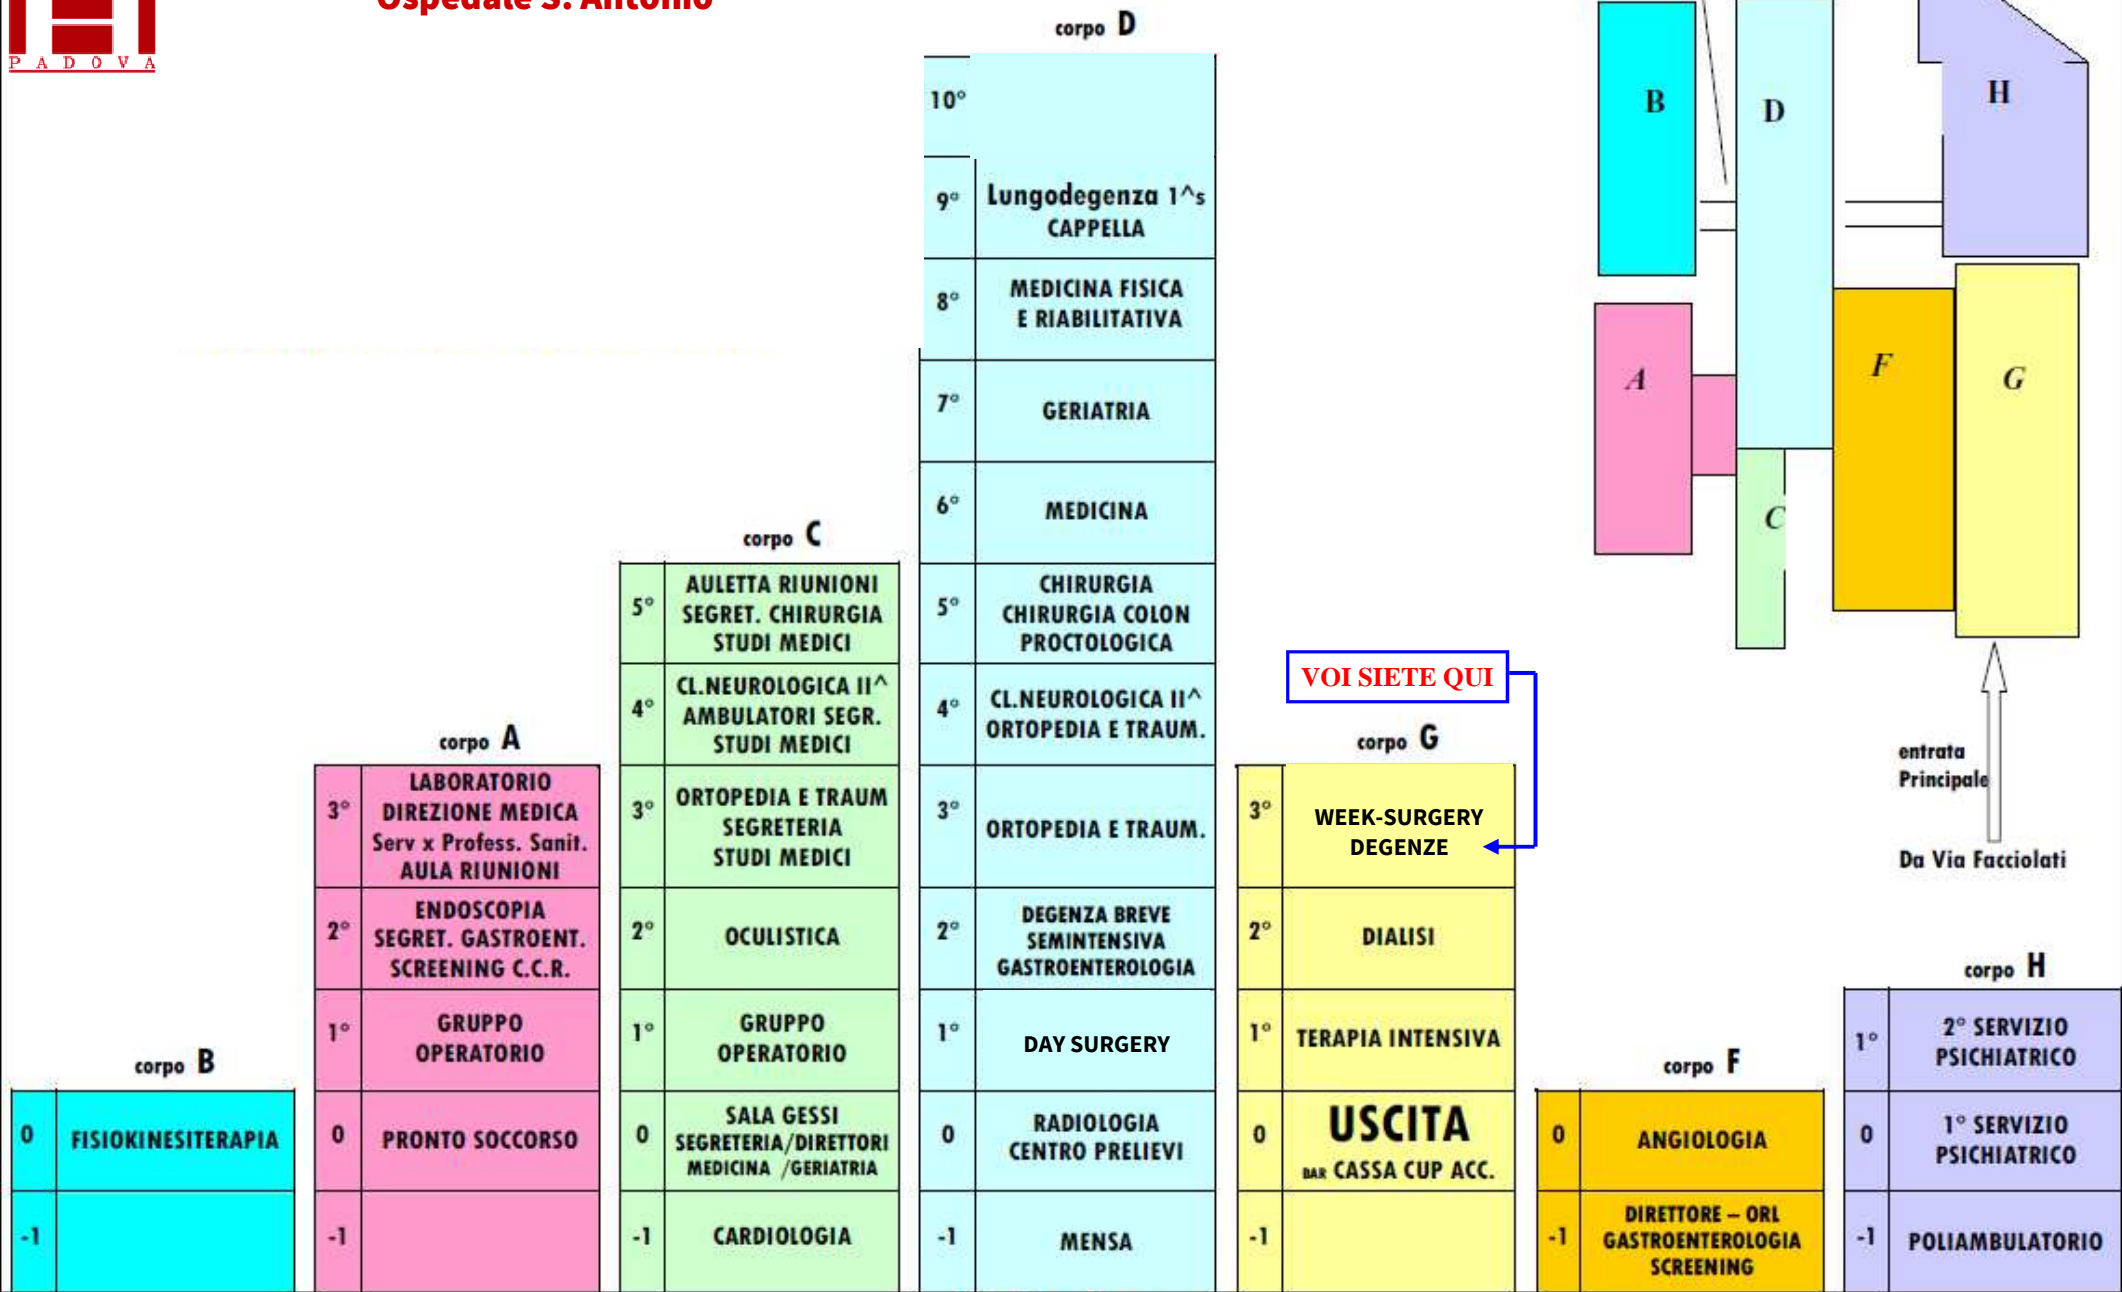 Ospedale S. Antonio
PADOVA
corpo D
10°
9°
Lungodegenza 1^s
CAPPELLA
8°
MEDICINA FISICA
E RIABILITATIVA
7°
GERIATRIA
6°
MEDICINA
5°
CHIRURGIA
CHIRURGIA COLON
PROCTOLOGICA
4°
CL.NEUROLOGICA II^
ORTOPEDIA E TRAUM.
3°
ORTOPEDIA E TRAUM.
2°
DEGENZA BREVE
SEMINTENSIVA
GASTROENTEROLOGIA
1°
DAY SURGERY
0
RADIOLOGIA
CENTRO PRELIEVI
-1
MENSA
corpo B
0
FISIOKINESITERAPIA
-1
corpo A
3°
LABORATORIO
DIREZIONE MEDICA
Serv x Profess. Sanit.
AULA RIUNIONI
2°
ENDOSCOPIA
SEGRET. GASTROENT.
SCREENING C.C.R.
1°
GRUPPO
OPERATORIO
0
PRONTO SOCCORSO
-1
corpo C
5°
AULETTA RIUNIONI
SEGRET. CHIRURGIA
STUDI MEDICI
4°
CL.NEUROLOGICA II^
AMBULATORI SEGR.
STUDI MEDICI
3°
ORTOPEDIA E TRAUM
SEGRETERIA
STUDI MEDICI
2°
OCULISTICA
1°
GRUPPO
OPERATORIO
0
SALA GESSI
SEGRETERIA/DIRETTORI
MEDICINA /GERIATRIA
-1
CARDIOLOGIA
VOI SIETE QUI
corpo G
3°
WEEK-SURGERY
DEGENZE
2°
DIALISI
1°
TERAPIA INTENSIVA
0
USCITA
BAR CASSA CUP ACC.
-1
corpo F
0
ANGIOLOGIA
-1
DIRETTORE – ORL
GASTROENTEROLOGIA
SCREENING
corpo H
1°
2° SERVIZIO
PSICHIATRICO
0
1° SERVIZIO
PSICHIATRICO
-1
POLIAMBULATORIO
B
D
H
A
F
G
C
entrata
Principale
Da Via Facciolati